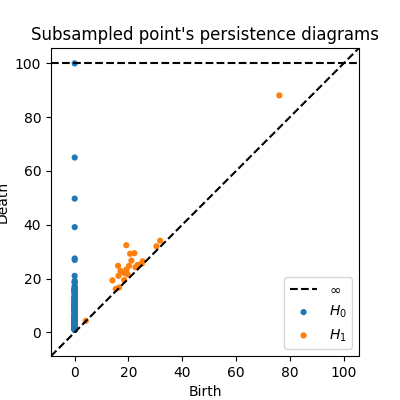 Subsampled point's persistence diagrams
Death
100
80
60
40
20
0
∞
H₀
H₁
0 20 40 60 80 100
Birth